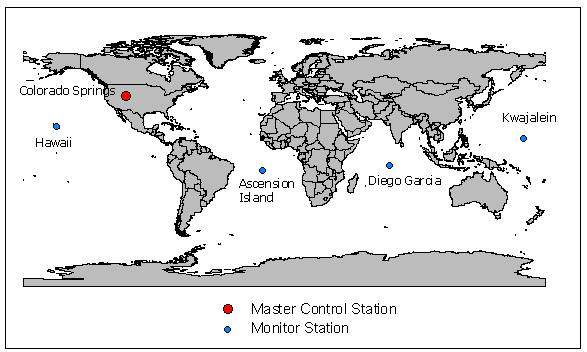 Colorado Springs
Hawaii
Kwajalein
Ascension
Island
Diego Garcia
Master Control Station
Monitor Station